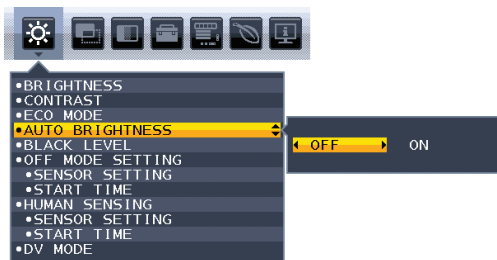 •BRIGHTNESS
•CONTRAST
•ECO MODE
•AUTO BRIGHTNESS
OFF ON
•BLACK LEVEL
•OFF MODE SETTING
•SENSOR SETTING
•START TIME
•HUMAN SENSING
•SENSOR SETTING
•START TIME
•DV MODE